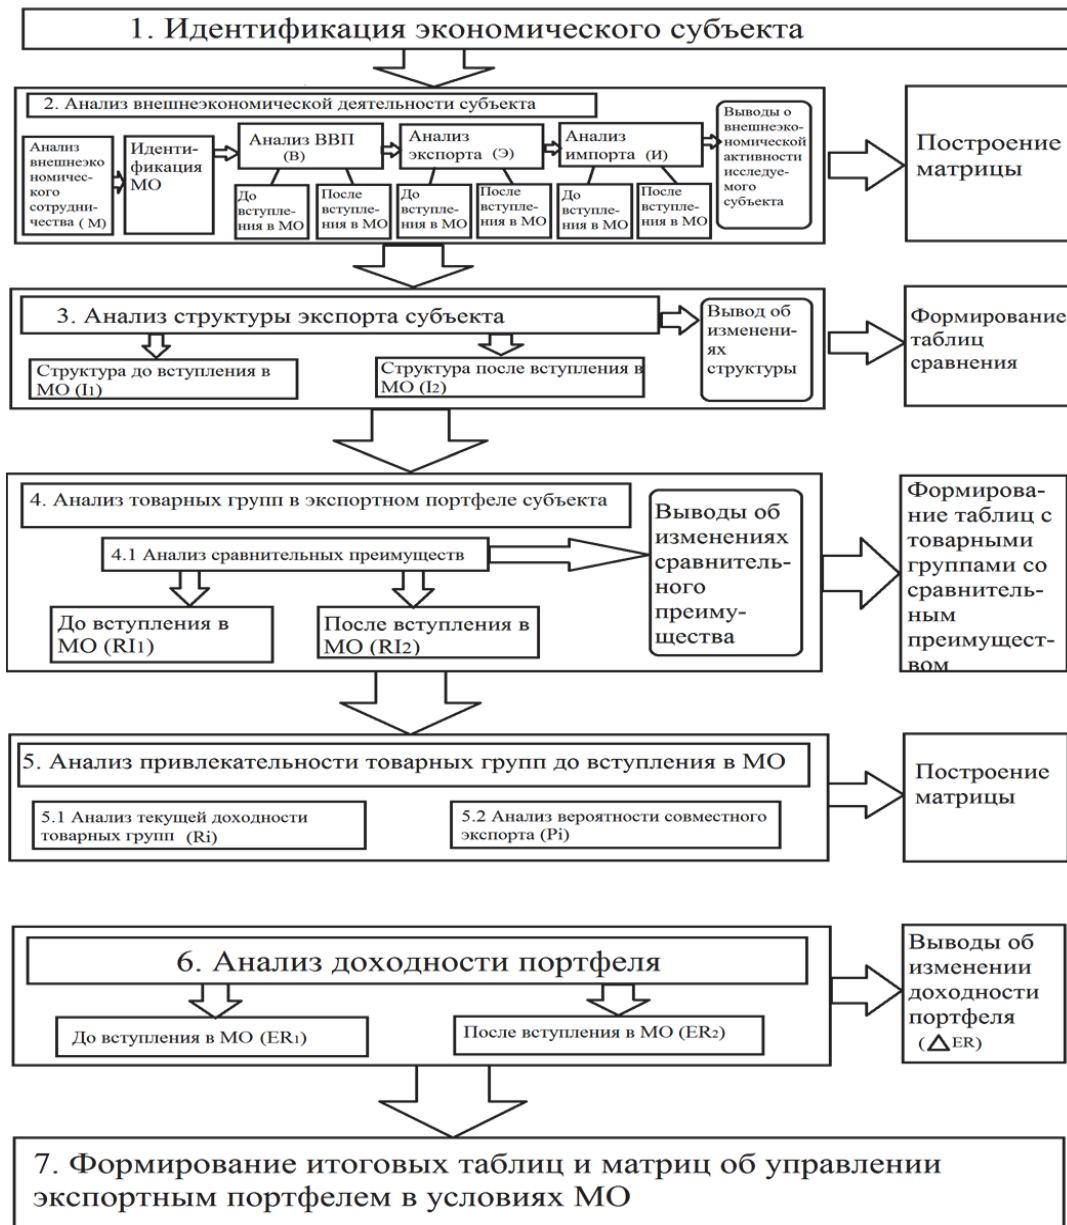 1. Идентификация экономического субъекта
2. Анализ внешнеэкономической деятельности субъекта
Анализ
внешнеэко
номичес-
кого
сотрудни-
чества ( М)
Иденти-
фикация
МО
Анализ ВВП
(В)
До
вступле-
ния в МО
После
вступле-
ния в МО
Анализ
экспорта (Э)
До
вступле-
ния в МО
После
вступле-
ния в МО
Анализ
импорта (И)
До
вступле-
ния в МО
После
вступле-
ния в МО
Выводы о
внешнеэко-
номической
активности
исследуе-
мого
субъекта
Построение
матрицы
3. Анализ структуры экспорта субъекта
Структура до вступления в
МО (I1)
Структура после вступления в
МО (I2)
Вывод об
изменени-
ях
структуры
Формирование
таблиц
сравнения
4. Анализ товарных групп в экспортном портфеле субъекта
4.1 Анализ сравнительных преимуществ
До вступления в
МО (RI1)
После вступления в
МО (RI2)
Выводы об
изменениях
сравнитель-
ного
преиму-
щества
Формирова-
ние таблиц с
товарными
группами со
сравнитель-
ным
преимущест-
вом
5. Анализ привлекательности товарных групп до вступления в МО
5.1 Анализ текущей доходности
товарных групп (Ri)
5.2 Анализ вероятности совместного
экспорта (Pi)
Построение
матрицы
6. Анализ доходности портфеля
До вступления в МО (ER1)
После вступления в МО (ER2)
Выводы об
изменении
доходности
портфеля
(△ER)
7. Формирование итоговых таблиц и матриц об управлении
экспортным портфелем в условиях МО